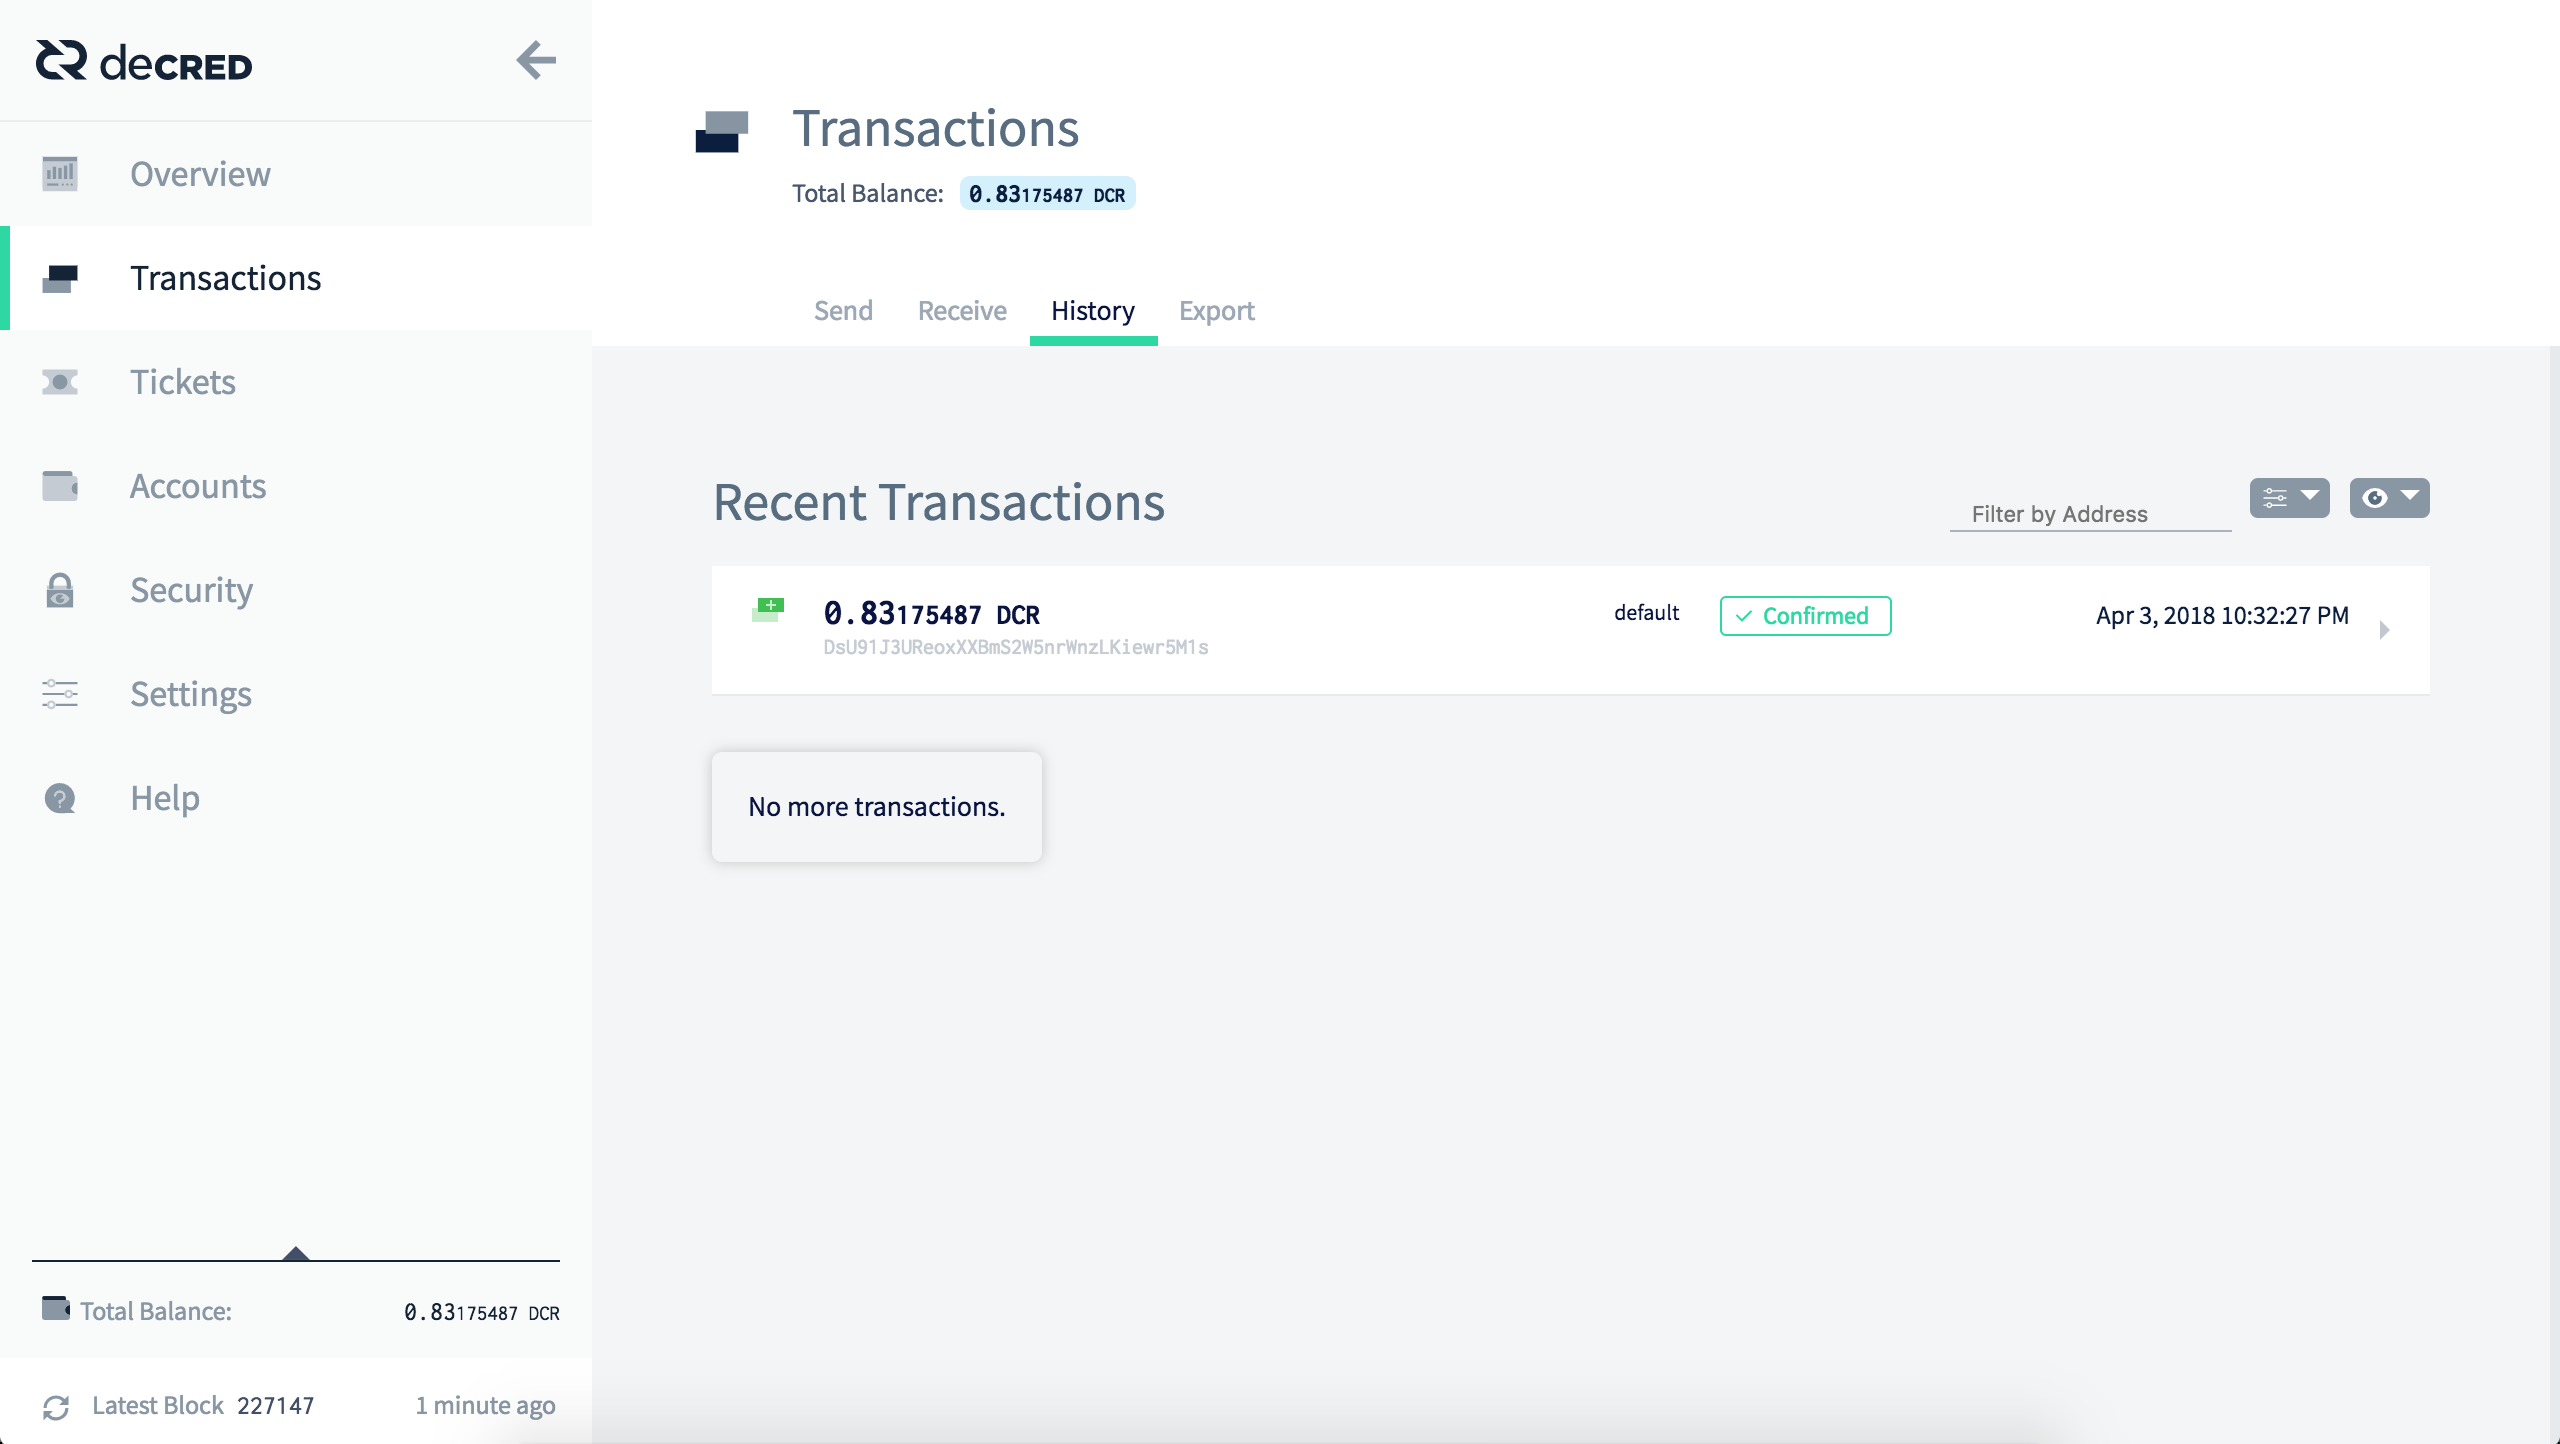 deCRED
Overview
Transactions
Tickets
Accounts
Security
Settings
Help
Total Balance: 0.83175487 DCR
Latest Block 227147 1 minute ago
Transactions
Total Balance: 0.83175487 DCR
Send Receive History Export
Recent Transactions
Filter by Address
0.83175487 DCR default Confirmed Apr 3, 2018 10:32:27 PM
DsU91J3UReoxXXBmS2W5nrWnzLKiewr5M1s
No more transactions.